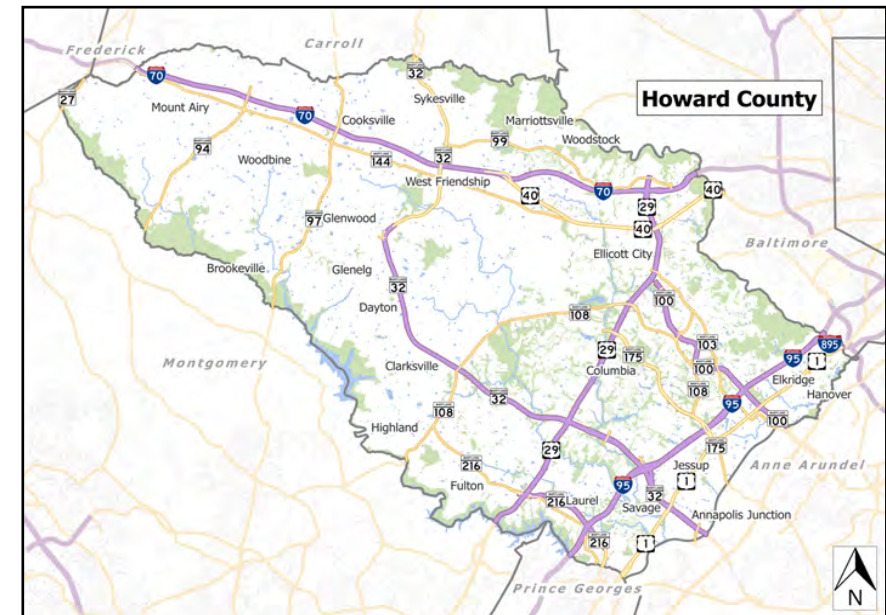 Carroll
Frederick
70
32
27
Mount Airy
Sykesville
Howard County
70
Cooksville
Marriottsville
94
99
Woodstock
Woodbine
144
32
West Friendship
70
40
40
29
97
Glenwood
40
Baltimore
Ellicott City
Brookeville
Glenelg
32
100
Dayton
108
103
895
Montgomery
29
175
95
1
Clarksville
Columbia
100
Elkridge
32
108
Hanover
95
108
100
Highland
29
175
216
Jessup
Anne Arundel
Fulton
95
1
216
Laurel
32
Savage
Annapolis Junction
216
1
Prince Georges
N